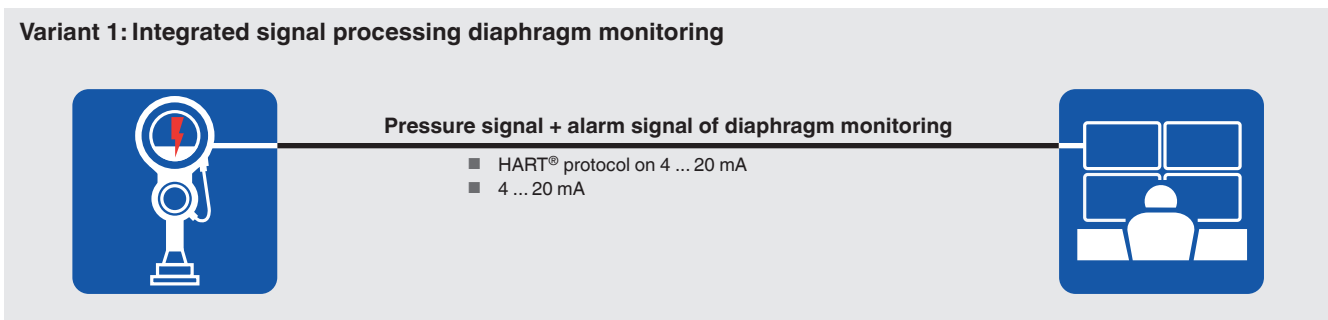 Variant 1: Integrated signal processing diaphragm monitoring
Pressure signal + alarm signal of diaphragm monitoring
■ HART® protocol on 4 ... 20 mA
■ 4 ... 20 mA